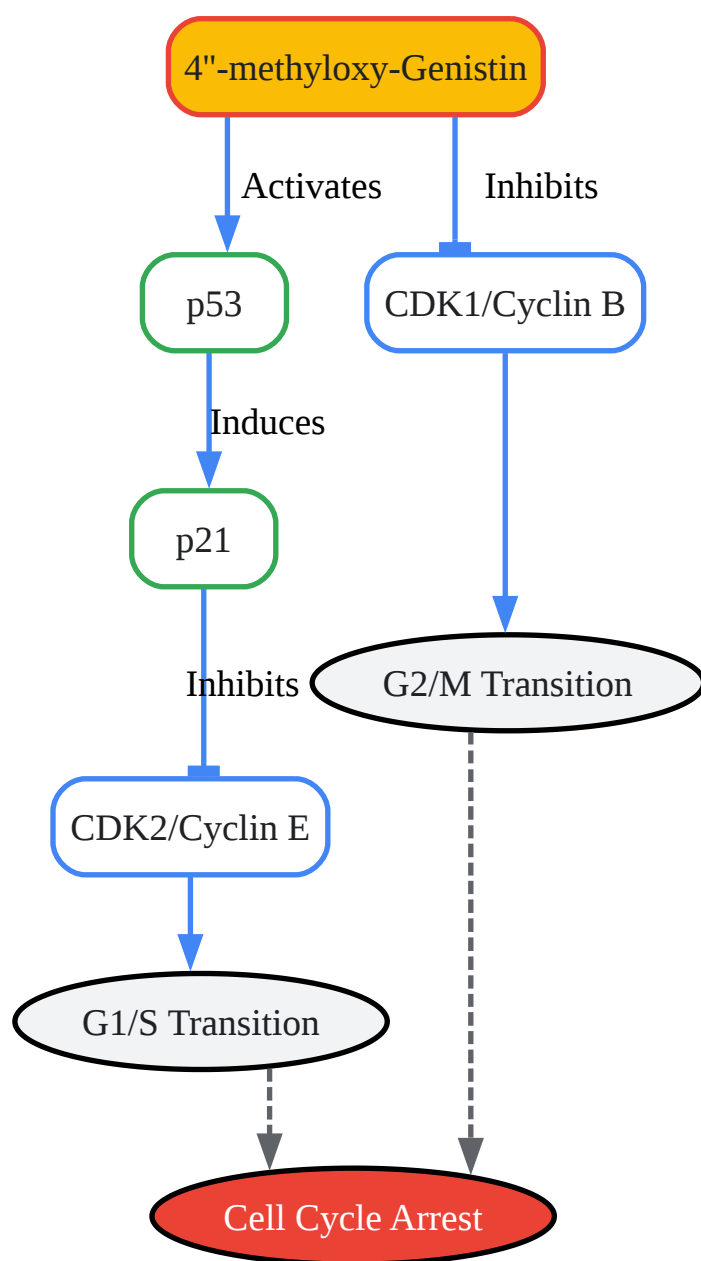 4"-methyloxy-Genistin
Activates
Inhibits
p53
CDK1/Cyclin B
Induces
p21
Inhibits
G2/M Transition
CDK2/Cyclin E
G1/S Transition
Cell Cycle Arrest